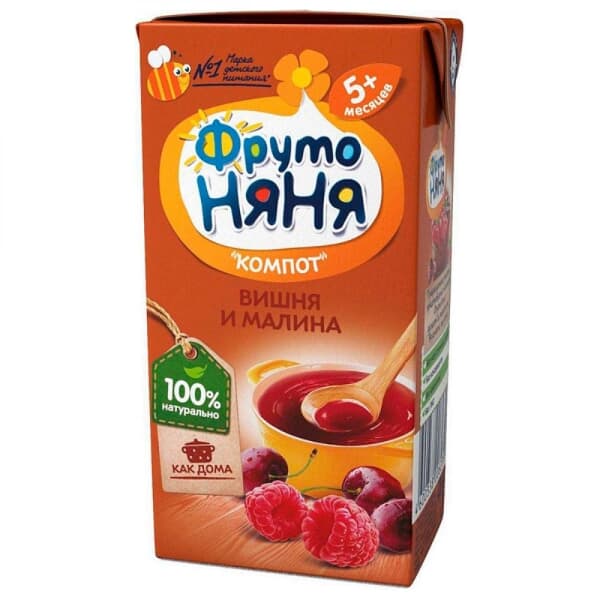 №1 Марка
детского
питания*
5+
месяцев
Фруто
НЯНЯ
"КОМПОТ"
ВИШНЯ
И МАЛИНА
100%
натурально
КАК ДОМА